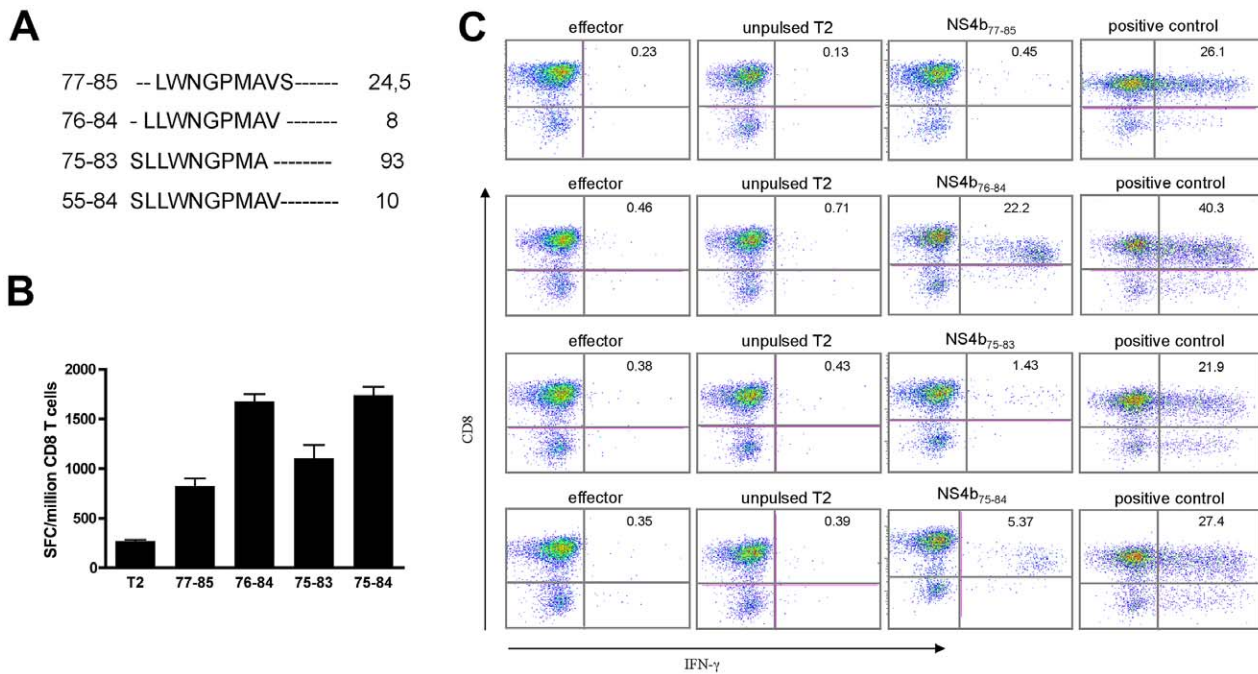 A
77-85 --LWNGPMAVS------ 24,5
76-84 -LLWNGPMAV ------- 8
75-83 SLLWNGPMA -------- 93
55-84 SLLWNGPMAV-------- 10
B
SFC/million CD8 T cells
2000
1500
1000
500
0
T2 77-85 76-84 75-83 75-84
C
effector unpulsed T2 NS4b77-85 positive control
0.23 0.13 0.45 26.1
effector unpulsed T2 NS4b76-84 positive control
0.46 0.71 22.2 40.3
effector unpulsed T2 NS4b75-83 positive control
0.38 0.43 1.43 21.9
effector unpulsed T2 NS4b75-84 positive control
0.35 0.39 5.37 27.4
CD8
IFN-γ